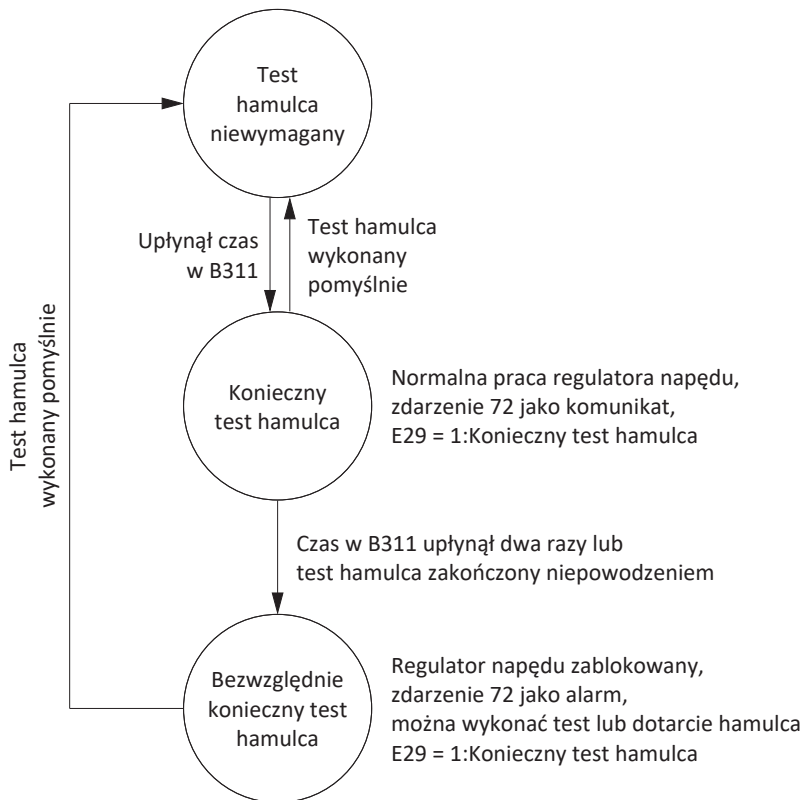 Test
hamulca
niewymagany
Upłynął czas
w B311
Test hamulca
wykonany
pomyślnie
Test hamulca
wykonany pomyślnie
Konieczny
test hamulca
Normalna praca regulatora napędu,
zdarzenie 72 jako komunikat,
E29 = 1:Konieczny test hamulca
Czas w B311 upłynął dwa razy lub
test hamulca zakończony niepowodzeniem
Bezwzględnie
konieczny test
hamulca
Regulator napędu zablokowany,
zdarzenie 72 jako alarm,
można wykonać test lub dotarcie hamulca
E29 = 1:Konieczny test hamulca